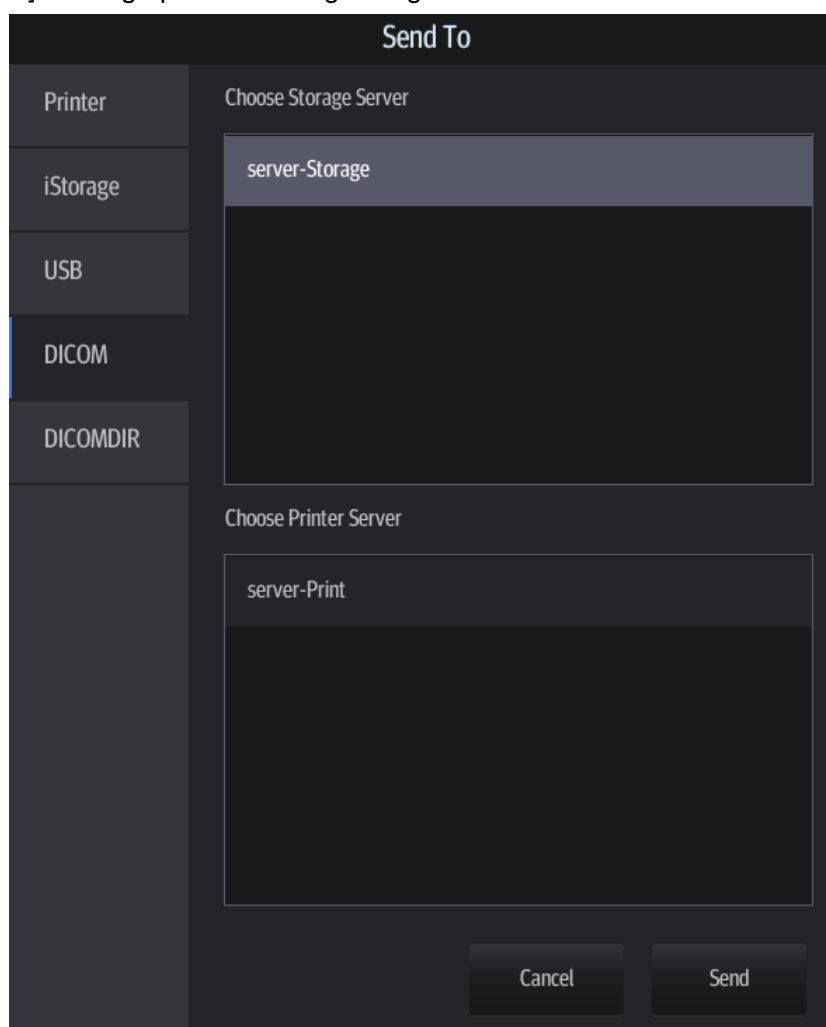 Send To
Printer
iStorage
USB
DICOM
DICOMDIR
Choose Storage Server
server-Storage
Choose Printer Server
server-Print
Cancel
Send